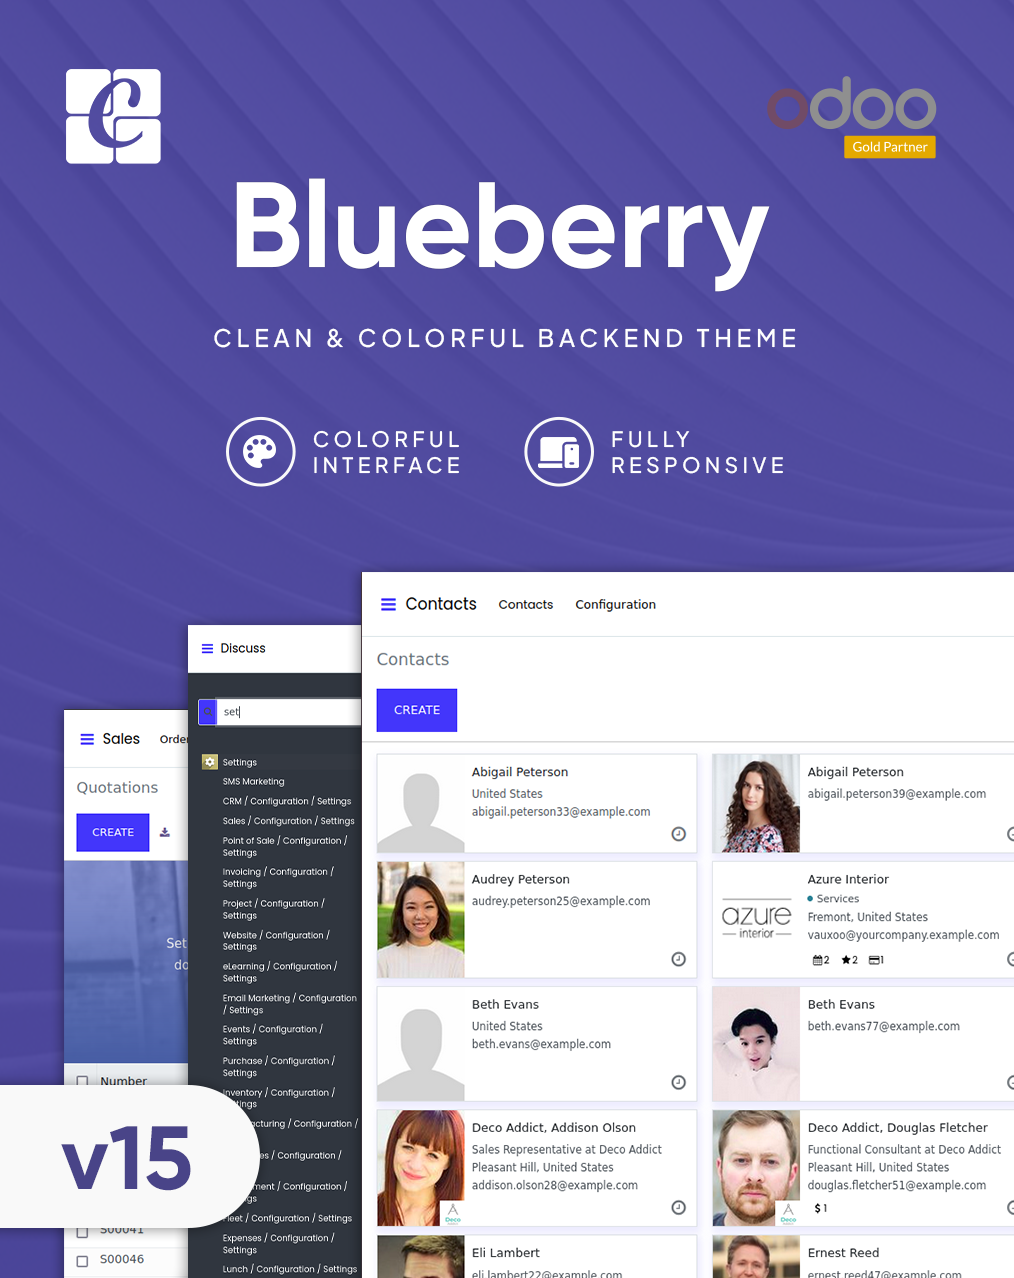 C
odoo
Gold Partner
Blueberry
CLEAN & COLORFUL BACKEND THEME
COLORFUL
INTERFACE
FULLY
RESPONSIVE
Contacts Contacts Configuration
Contacts
CREATE
Abigail Peterson
United States
abigail.peterson33@example.com
Abigail Peterson
abigail.peterson39@example.com
Audrey Peterson
audrey.peterson25@example.com
azure
interior
Azure Interior
Services
Fremont, United States
vauxoo@yourcompany.example.com
2 2 1
Beth Evans
United States
beth.evans@example.com
Beth Evans
beth.evans77@example.com
Deco Addict, Addison Olson
Sales Representative at Deco Addict
Pleasant Hill, United States
addison.olson28@example.com
Deco
Deco Addict, Douglas Fletcher
Functional Consultant at Deco Addict
Pleasant Hill, United States
douglas.fletcher51@example.com
$ 1
Deco
Eli Lambert
eli.lambert22@example.com
Ernest Reed
ernest.reed47@example.com
Discuss
set
Settings
SMS Marketing
CRM / Configuration / Settings
Sales / Configuration / Settings
Point of Sale / Configuration /
Settings
Invoicing / Configuration /
Settings
Project / Configuration /
Settings
Website / Configuration /
Settings
eLearning / Configuration /
Settings
Email Marketing / Configuration
/ Settings
Events / Configuration /
Settings
Purchase / Configuration /
Settings
Inventory / Configuration /
tings
cturing / Configuration /
es / Configuration /
ment / Configuration /
gs
Fleet / Configuration / Settings
Expenses / Configuration /
Settings
Lunch / Configuration / Settings
Sales Order
Quotations
CREATE
Set
do
Number
S00041
S00046
v15